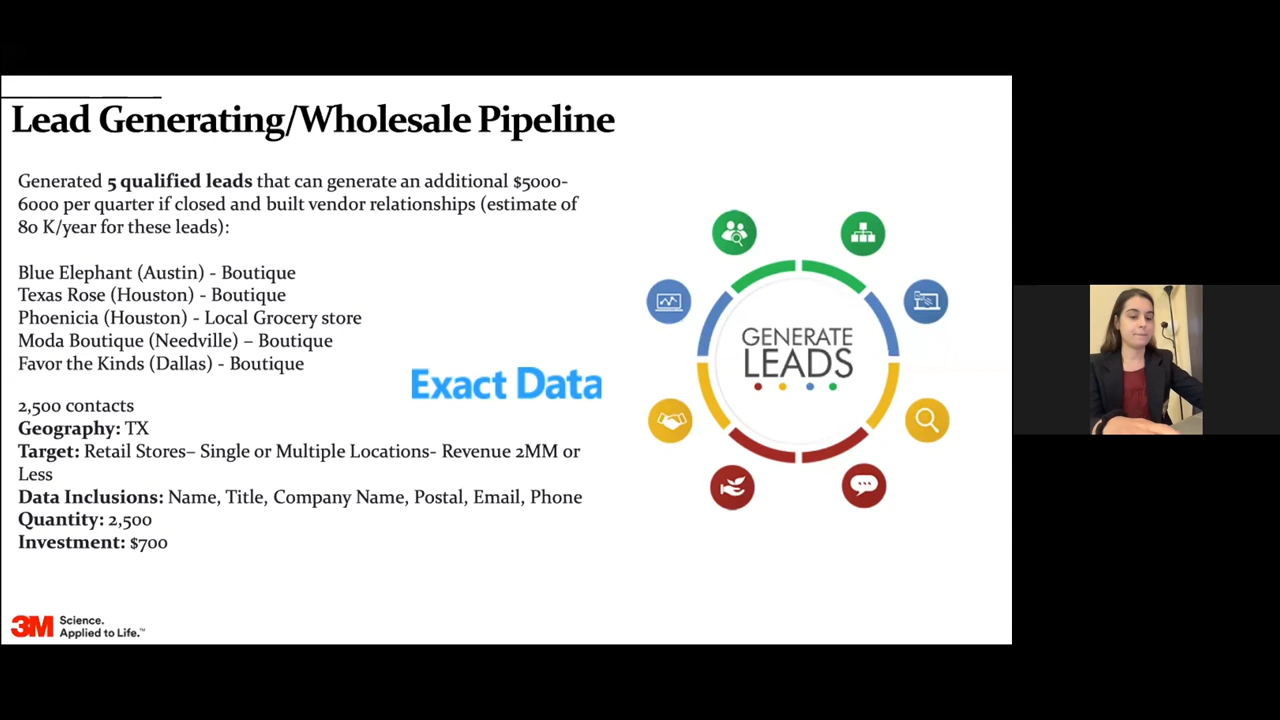 Lead Generating/Wholesale Pipeline
Generated 5 qualified leads that can generate an additional $5000-
6000 per quarter if closed and built vendor relationships (estimate of
80 K/year for these leads):
Blue Elephant (Austin) - Boutique
Texas Rose (Houston) - Boutique
Phoenicia (Houston) - Local Grocery store
Moda Boutique (Needville) – Boutique
Favor the Kinds (Dallas) - Boutique
Exact Data
2,500 contacts
Geography: TX
Target: Retail Stores– Single or Multiple Locations- Revenue 2MM or
Less
Data Inclusions: Name, Title, Company Name, Postal, Email, Phone
Quantity: 2,500
Investment: $700
GENERATE
LEADS
3M Science.
Applied to Life.™